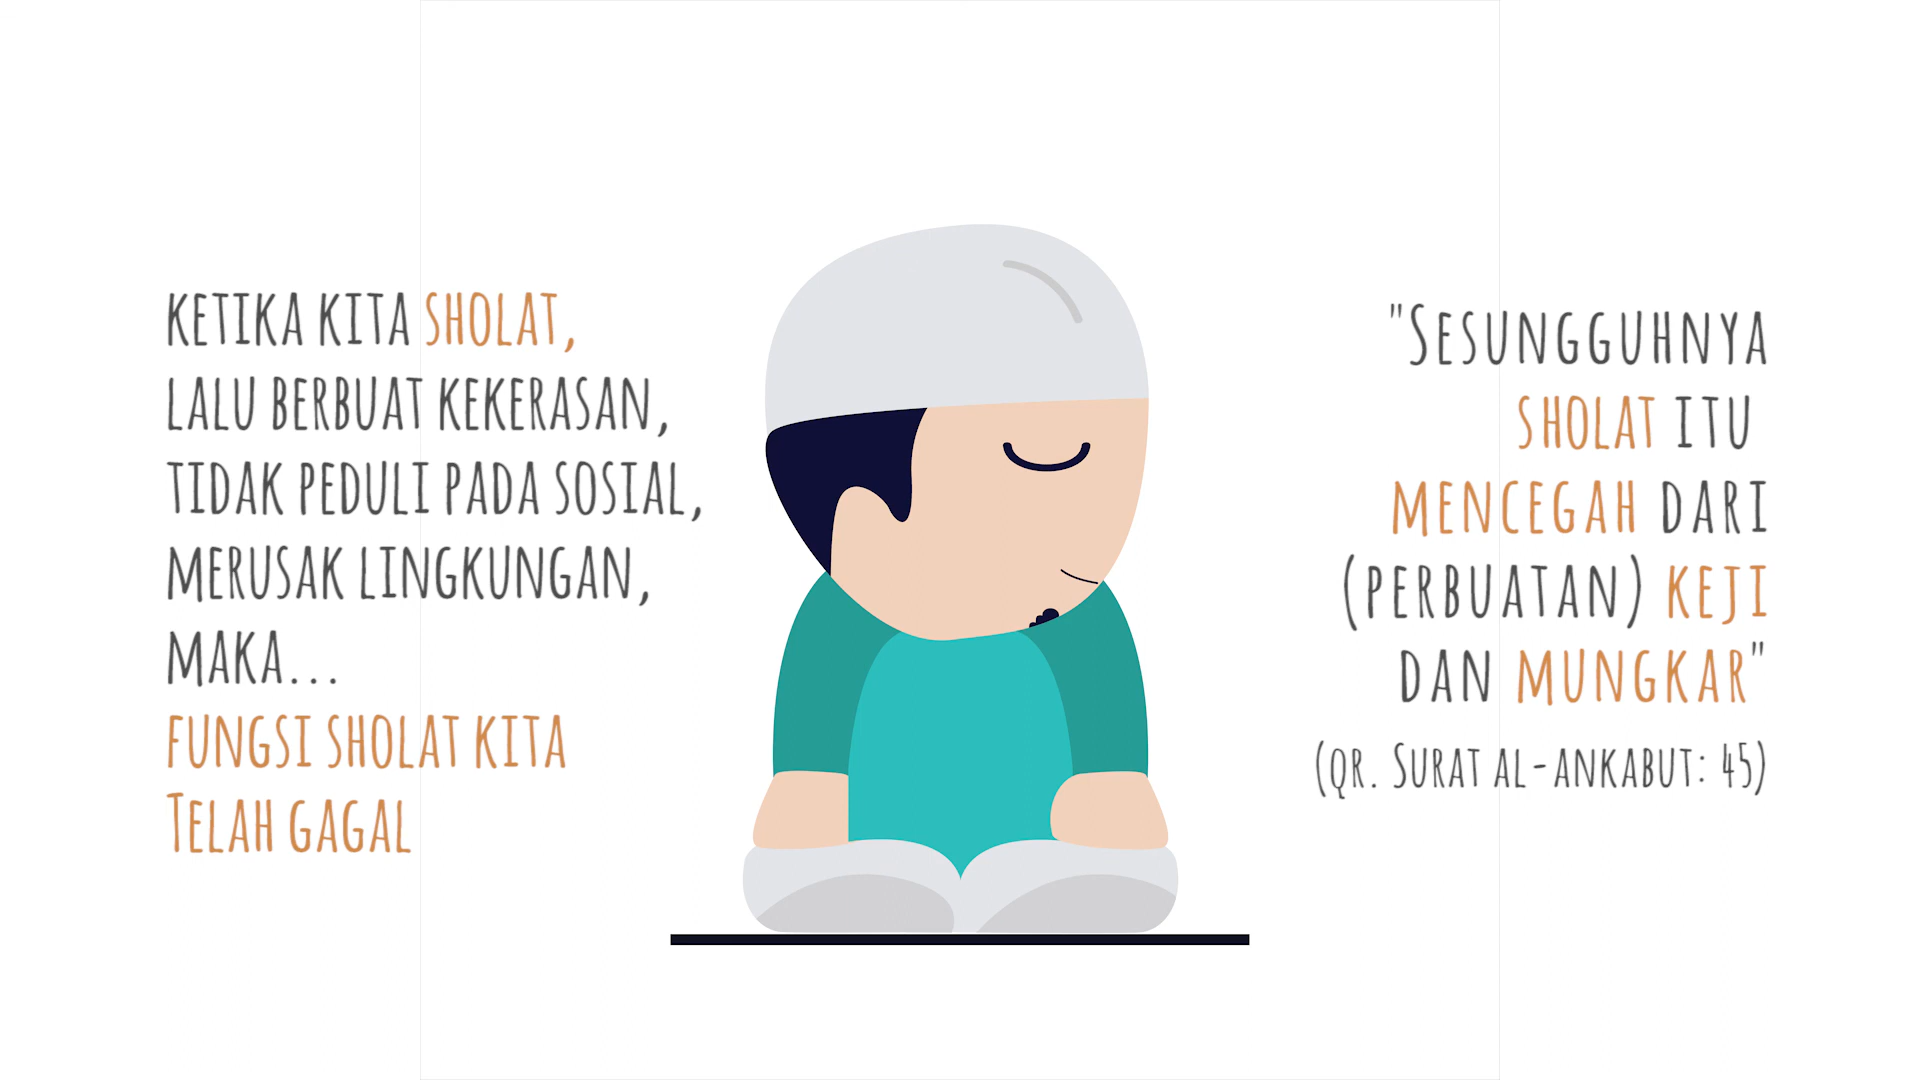 KETIKA KITA SHOLAT,
LALU BERBUAT KEKERASAN,
TIDAK PEDULI PADA SOSIAL,
MERUSAK LINGKUNGAN,
MAKA...
FUNGSI SHOLAT KITA
TELAH GAGAL
"SESUNGGUHNYA
SHOLAT ITU
MENCEGAH DARI
(PERBUATAN) KEJI
DAN MUNGKAR"
(QR. SURAT AL-ANKABUT: 45)